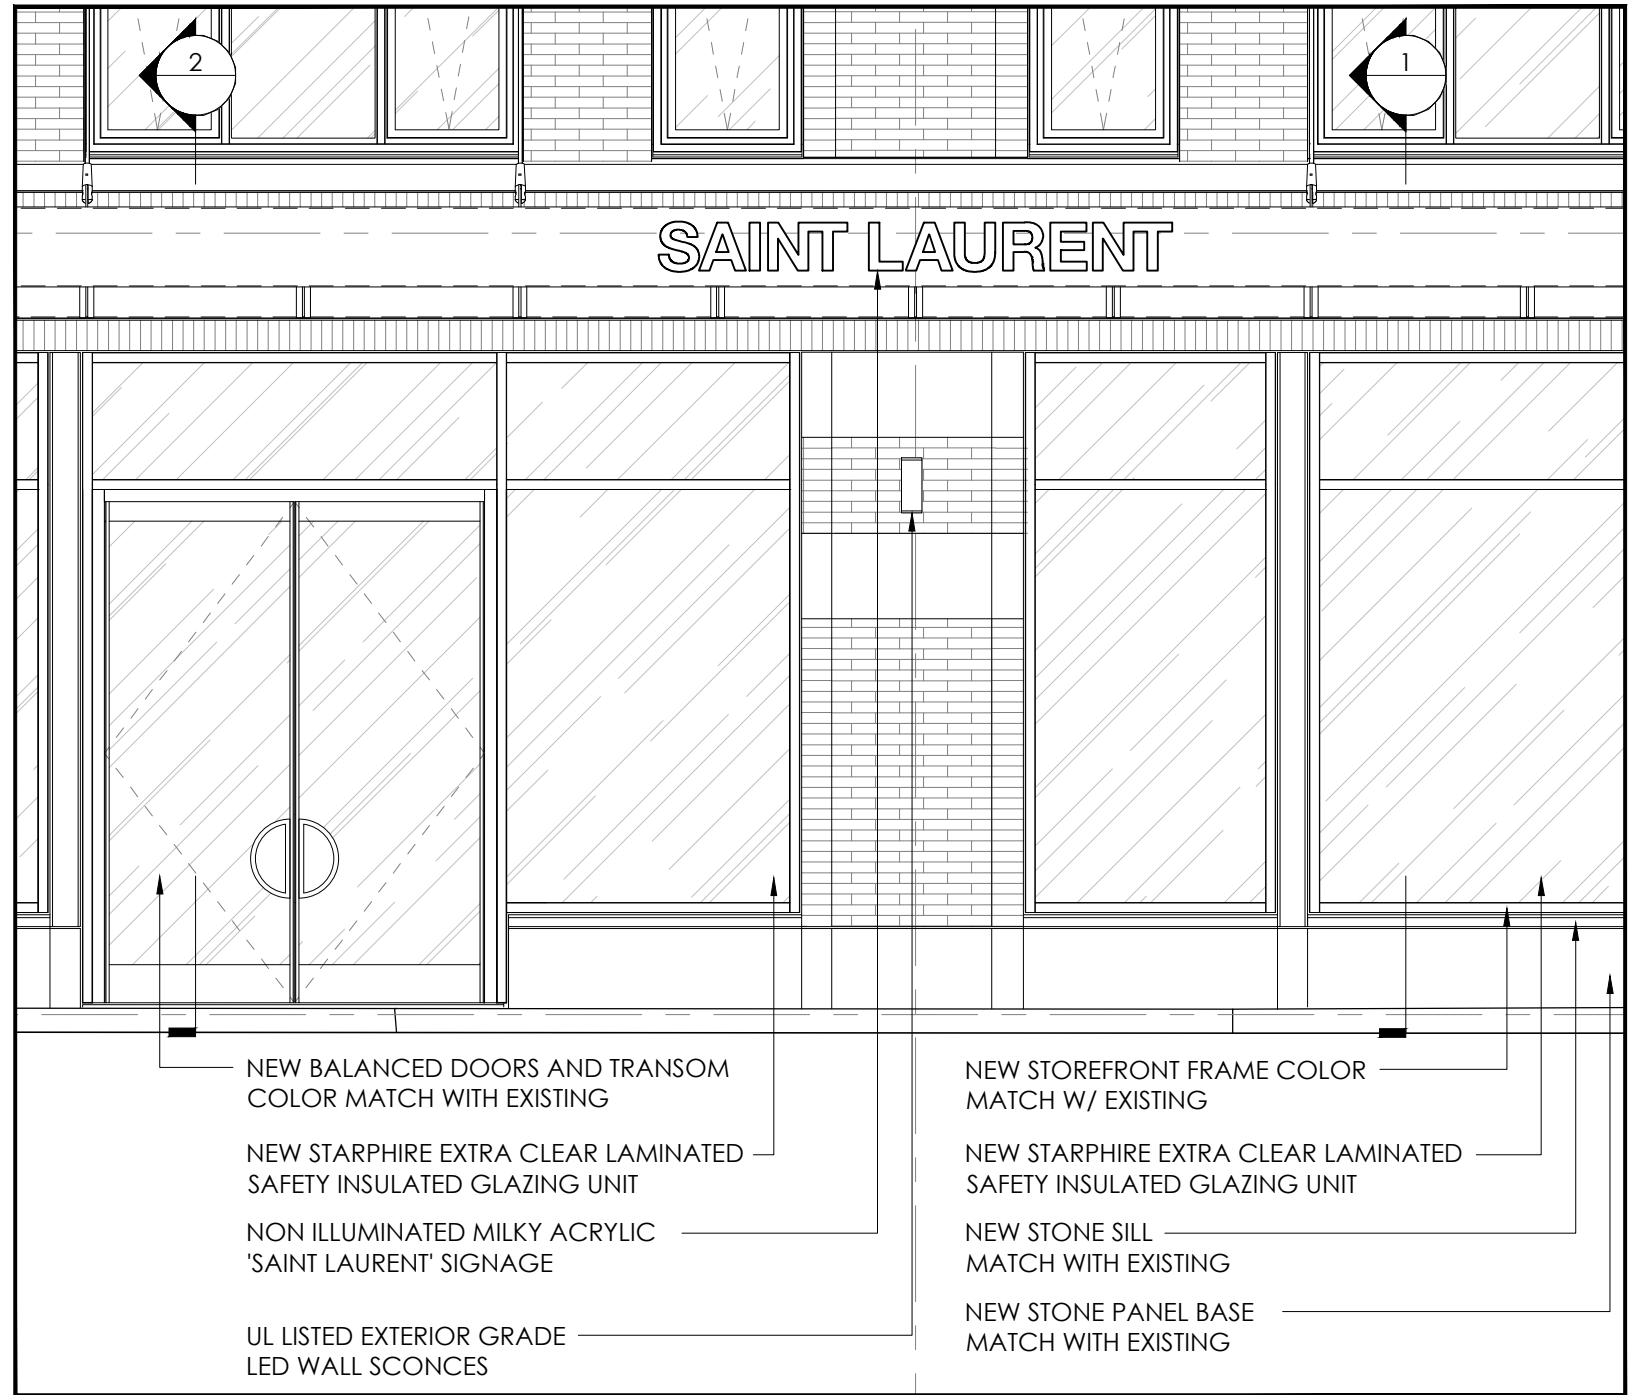 2
1
SAINT LAURENT
NEW BALANCED DOORS AND TRANSOM
COLOR MATCH WITH EXISTING
NEW STARPHIRE EXTRA CLEAR LAMINATED
SAFETY INSULATED GLAZING UNIT
NON ILLUMINATED MILKY ACRYLIC
'SAINT LAURENT' SIGNAGE
UL LISTED EXTERIOR GRADE
LED WALL SCONCES
NEW STOREFRONT FRAME COLOR
MATCH W/ EXISTING
NEW STARPHIRE EXTRA CLEAR LAMINATED
SAFETY INSULATED GLAZING UNIT
NEW STONE SILL
MATCH WITH EXISTING
NEW STONE PANEL BASE
MATCH WITH EXISTING